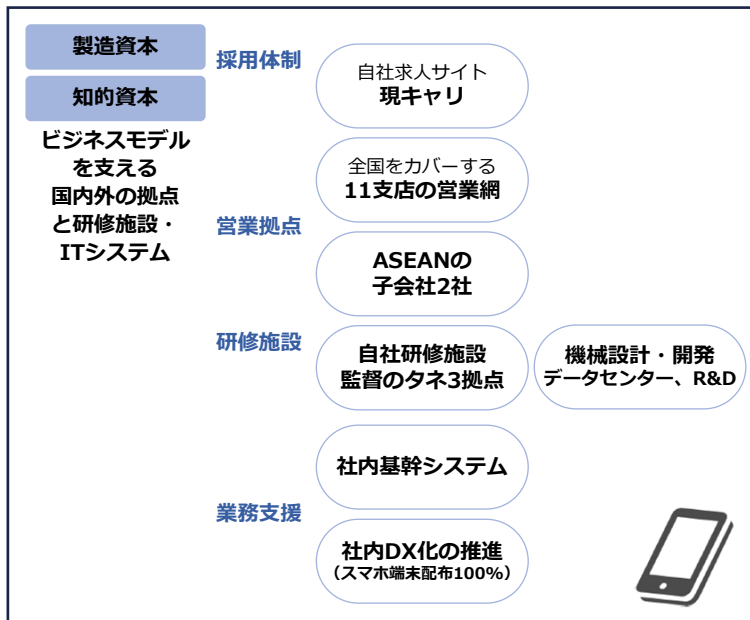 製造資本
知的資本
ビジネスモデル
を支える
国内外の拠点
と研修施設・
ITシステム
採用体制
自社求人サイト
現キャリ
営業拠点
全国をカバーする
11支店の営業網
ASEANの
子会社2社
研修施設
自社研修施設
監督のタネ3拠点
機械設計・開発
データセンター、R&D
業務支援
社内基幹システム
社内DX化の推進
（スマホ端末配布100%）